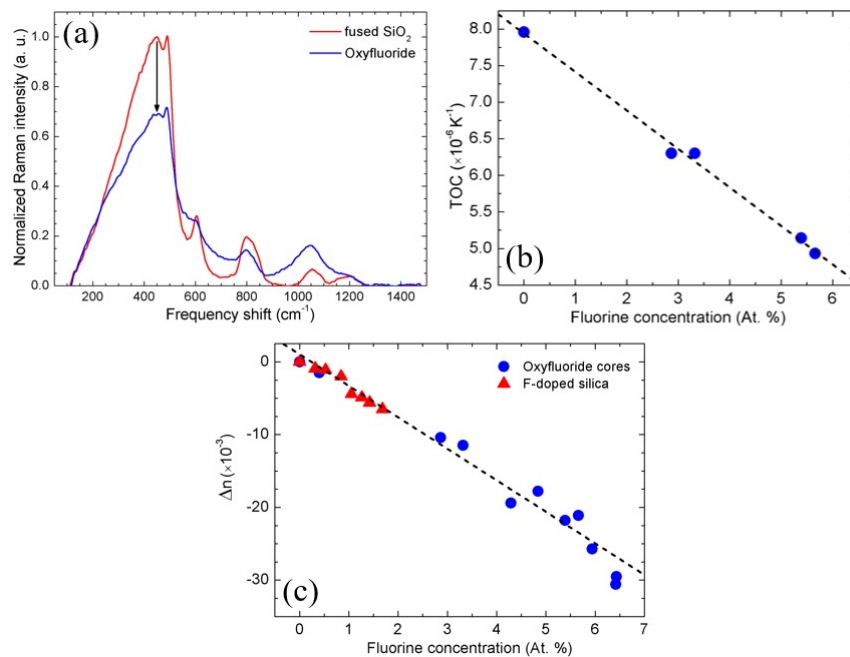 (a)
fused SiO₂
Oxyfluoride
Normalized Raman intensity (a. u.)
1.0
0.8
0.6
0.4
0.2
0.0
200 400 600 800 1000 1200 1400
Frequency shift (cm⁻¹)
(b)
TOC (×10⁻⁶ K⁻¹)
8.0
7.5
7.0
6.5
6.0
5.5
5.0
4.5
0 1 2 3 4 5 6
Fluorine concentration (At. %)
(c)
Oxyfluoride cores
F-doped silica
Δn (×10⁻³)
0
-10
-20
-30
0 1 2 3 4 5 6 7
Fluorine concentration (At. %)